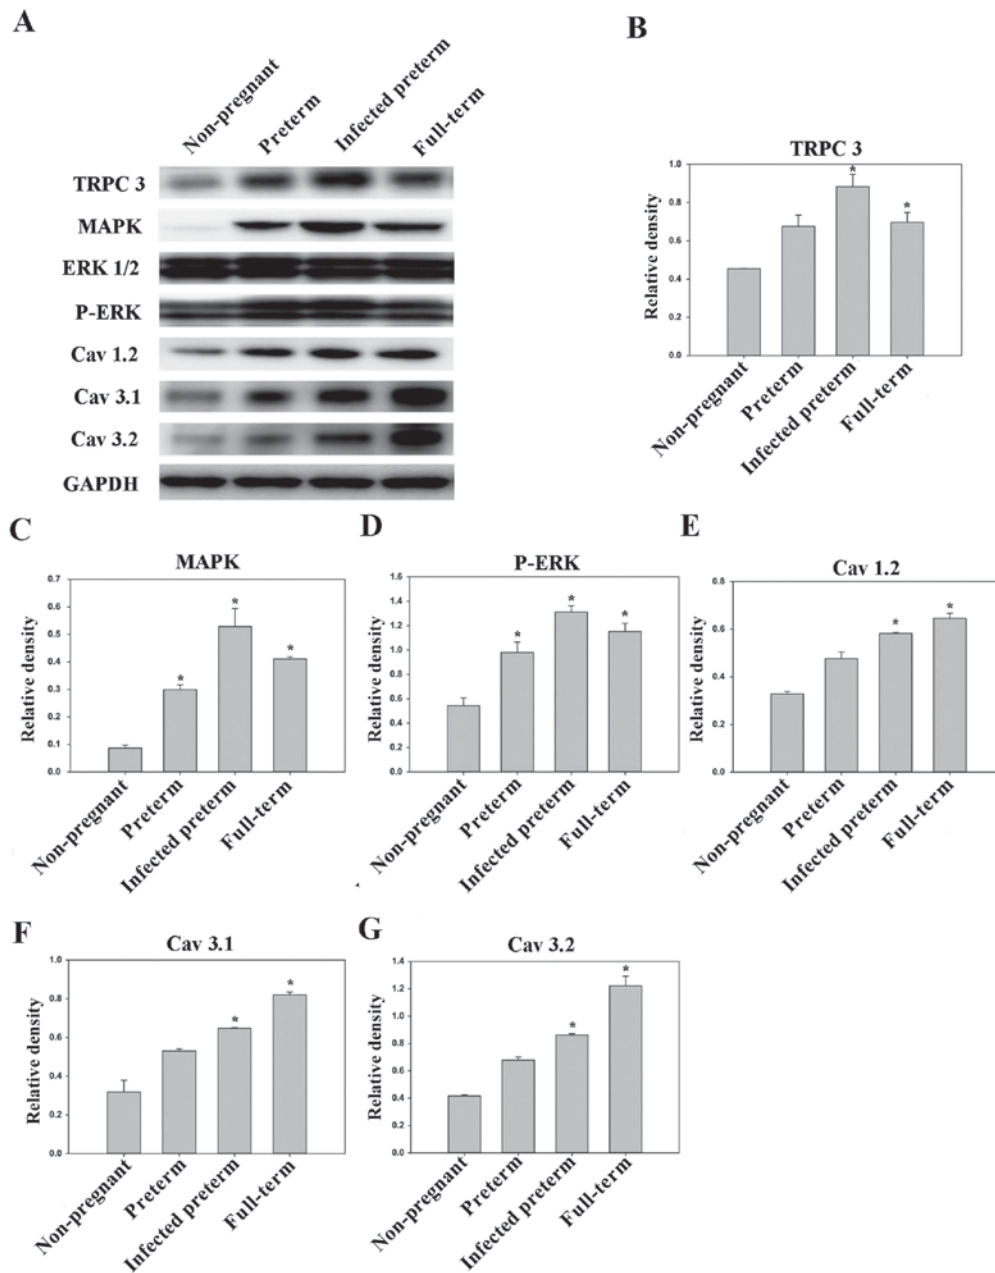 A
Non-pregnant
Preterm
Infected preterm
Full-term
TRPC 3
MAPK
ERK 1/2
P-ERK
Cav 1.2
Cav 3.1
Cav 3.2
GAPDH
B
TRPC 3
Relative density
1.0
0.8
0.6
0.4
0.2
0.0
*
*
Non-pregnant
Preterm
Infected preterm
Full-term
C
MAPK
Relative density
0.7
0.6
0.5
0.4
0.3
0.2
0.1
0.0
*
*
*
Non-pregnant
Preterm
Infected preterm
Full-term
D
P-ERK
Relative density
1.6
1.4
1.2
1.0
0.8
0.6
0.4
0.2
0.0
*
*
*
Non-pregnant
Preterm
Infected preterm
Full-term
E
Cav 1.2
Relative density
0.8
0.6
0.4
0.2
0.0
*
*
Non-pregnant
Preterm
Infected preterm
Full-term
F
Cav 3.1
Relative density
1.0
0.8
0.6
0.4
0.2
0.0
*
*
Non-pregnant
Preterm
Infected preterm
Full-term
G
Cav 3.2
Relative density
1.4
1.2
1.0
0.8
0.6
0.4
0.2
0.0
*
*
Non-pregnant
Preterm
Infected preterm
Full-term